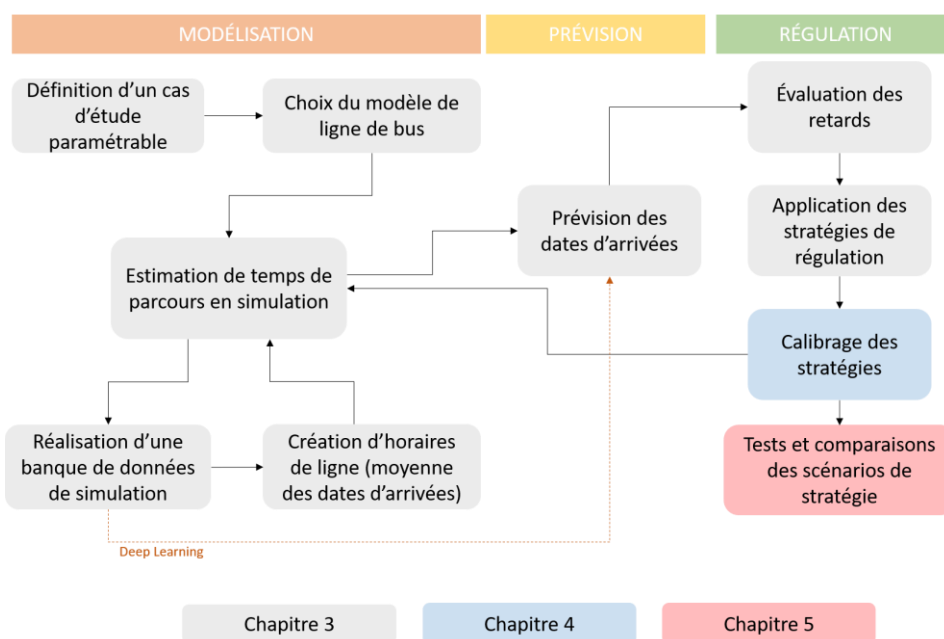 MODÉLISATION
PRÉVISION
RÉGULATION
Définition d’un cas
d’étude
paramétrable
Choix du modèle de
ligne de bus
Évaluation des
retards
Prévision des
dates d’arrivées
Application des
stratégies de
régulation
Estimation de temps de
parcours en simulation
Calibrage des
stratégies
Réalisation d’une
banque de données
de simulation
Création d’horaires
de ligne (moyenne
des dates d’arrivées)
Tests et comparaisons
des scénarios de
stratégie
Deep Learning
Chapitre 3
Chapitre 4
Chapitre 5